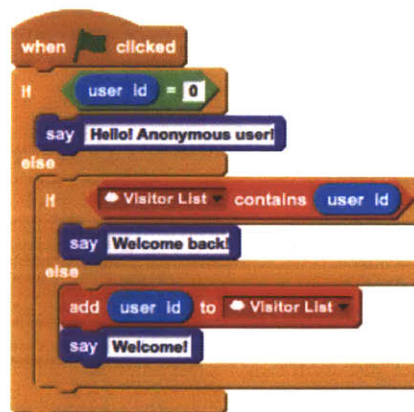 when clicked
if user id = 0
say Hello! Anonymous user!
else
if Visitor List contains user id
say Welcome back!
else
add user id to Visitor List
say Welcome!